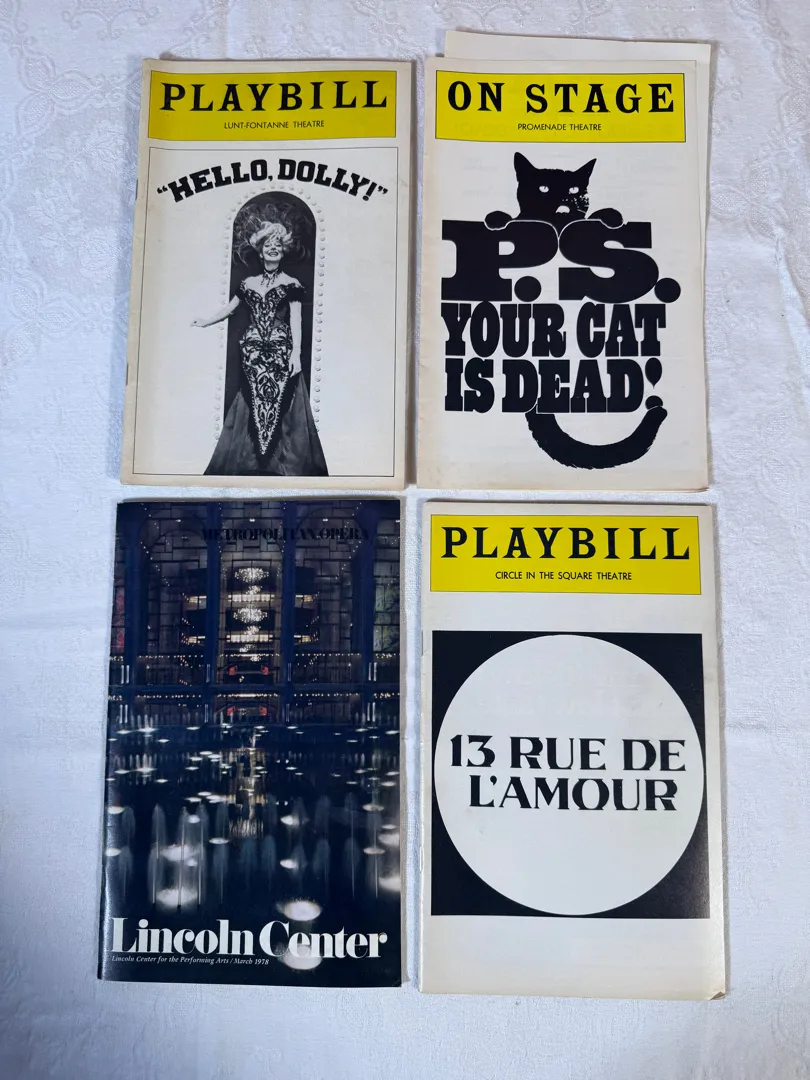 PLAYBILL
LUNT-FONTANNE THEATRE
"HELLO, DOLLY!"
ON STAGE
PROMENADE THEATRE
P.S.
YOUR CAT
IS DEAD!
METROPOLITAN OPERA
Lincoln Center
Lincoln Center for the Performing Arts / March 1978
PLAYBILL
CIRCLE IN THE SQUARE THEATRE
13 RUE DE
L'AMOUR